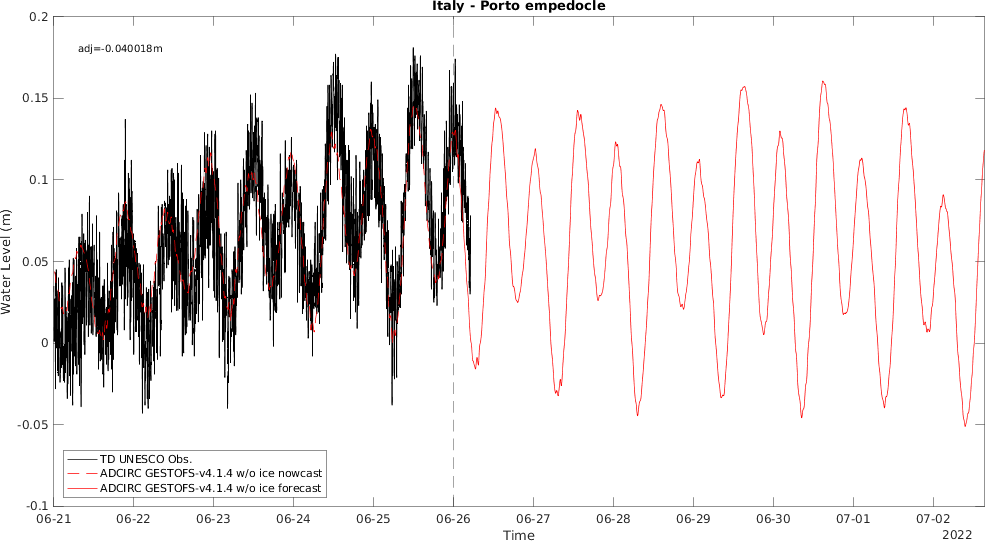 Italy - Porto empedocle
adj=-0.040018m
Water Level (m)
0.2
0.15
0.1
0.05
0
-0.05
-0.1
TD UNESCO Obs.
ADCIRC GESTOFS-v4.1.4 w/o ice nowcast
ADCIRC GESTOFS-v4.1.4 w/o ice forecast
06-21 06-22 06-23 06-24 06-25 06-26 06-27 06-28 06-29 06-30 07-01 07-02
Time
2022